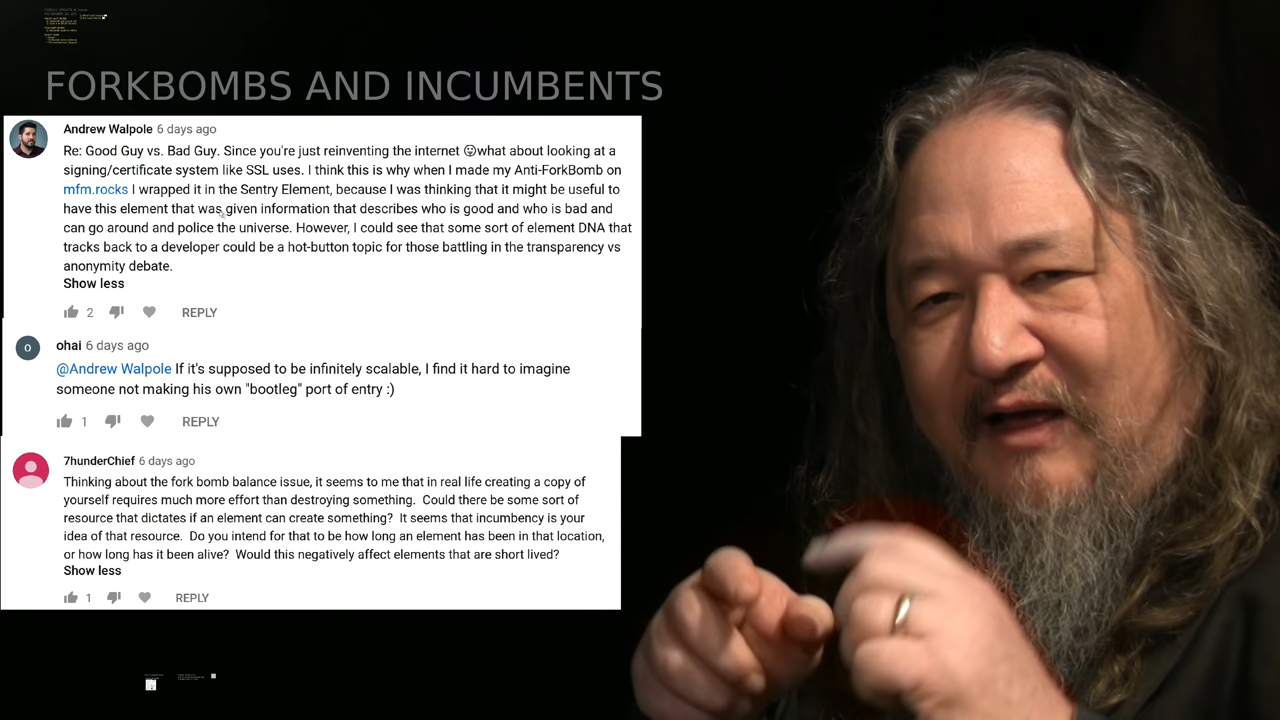 FORKBOMBS AND INCUMBENTS
Andrew Walpole 6 days ago
Re: Good Guy vs. Bad Guy. Since you're just reinventing the internet 😛what about looking at a
signing/certificate system like SSL uses. I think this is why when I made my Anti-ForkBomb on
mfm.rocks I wrapped it in the Sentry Element, because I was thinking that it might be useful to
have this element that was given information that describes who is good and who is bad and
can go around and police the universe. However, I could see that some sort of element DNA that
tracks back to a developer could be a hot-button topic for those battling in the transparency vs
anonymity debate.
Show less
2 REPLY
o
ohai 6 days ago
@Andrew Walpole If it's supposed to be infinitely scalable, I find it hard to imagine
someone not making his own "bootleg" port of entry :)
1 REPLY
7hunderChief 6 days ago
Thinking about the fork bomb balance issue, it seems to me that in real life creating a copy of
yourself requires much more effort than destroying something.  Could there be some sort of
resource that dictates if an element can create something?  It seems that incumbency is your
idea of that resource.  Do you intend for that to be how long an element has been in that location,
or how long has it been alive?  Would this negatively affect elements that are short lived?
Show less
1 REPLY